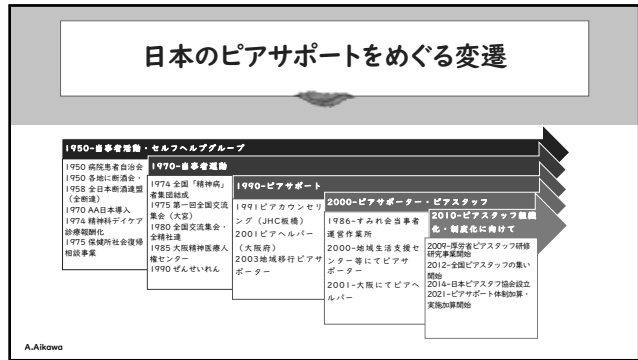 日本のピアサポートをめぐる変遷
1950-当事者活動・セルフヘルプグループ
1950 病院患者自治会
1950 各地に断酒会・
1958 全日本断酒連盟
（全断連）
1970 AA日本導入
1974 精神科デイケア
診療報酬化
1975 保健所社会復帰
相談事業
1970-当事者運動
1974 全国「精神病」
者集団結成
1975 第一回全国交流
集会（大宮）
1980 全国交流集会・
全精社連
1985 大阪精神医療人
権センター
1990 ぜんせいれん
1990-ピアサポート
1991ピアカウンセリ
ング（JHC板橋）
2001ピアヘルパー
（大阪府）
2003地域移行ピアサ
ポーター
2000-ピアサポーター・ピアスタッフ
1986-すみれ会当事者
運営作業所
2000-地域生活支援セ
ンター等にてピアサ
ポーター
2001-大阪にてピアヘ
ルパー
2010-ピアスタッフ組織
化・制度化に向けて
2009-厚労省ピアスタッフ研修
研究事業開始
2012-全国ピアスタッフの集い
開始
2014-日本ピアスタフ協会設立
2021-ピアサポート体制加算・
実施加算開始
A.Aikawa